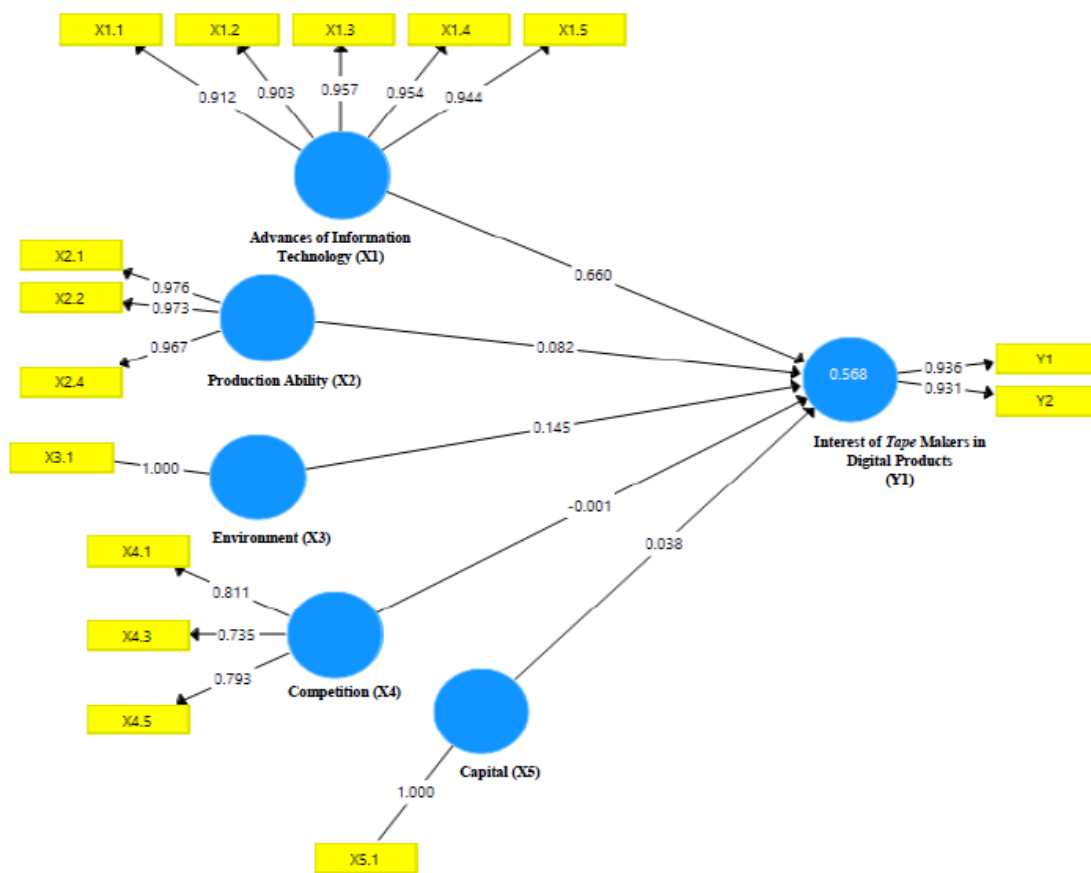 X1.1
X1.2
X1.3
X1.4
X1.5
0.912
0.903
0.957
0.954
0.944
Advances of Information
Technology (X1)
0.660
X2.1
X2.2
X2.4
0.976
0.973
0.967
Production Ability (X2)
0.082
0.568
Interest of Tape Makers in
Digital Products
(Y1)
0.936
0.931
Y1
Y2
X3.1
1.000
Environment (X3)
0.145
X4.1
X4.3
X4.5
0.811
0.735
0.793
Competition (X4)
-0.001
0.038
Capital (X5)
1.000
X5.1